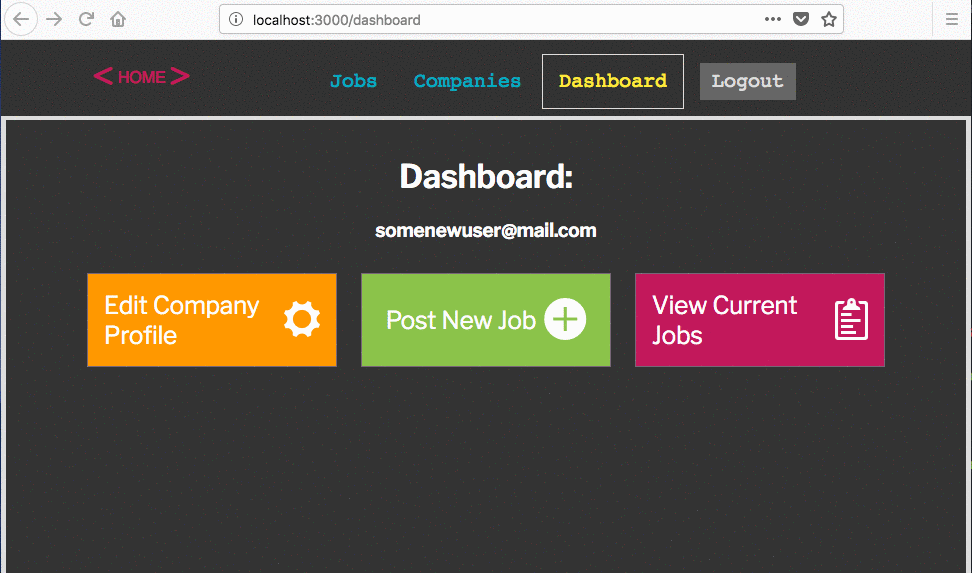 localhost:3000/dashboard
< HOME >
Jobs
Companies
Dashboard
Logout
Dashboard:
somenewuser@mail.com
Edit Company
Profile
Post New Job
View Current
Jobs